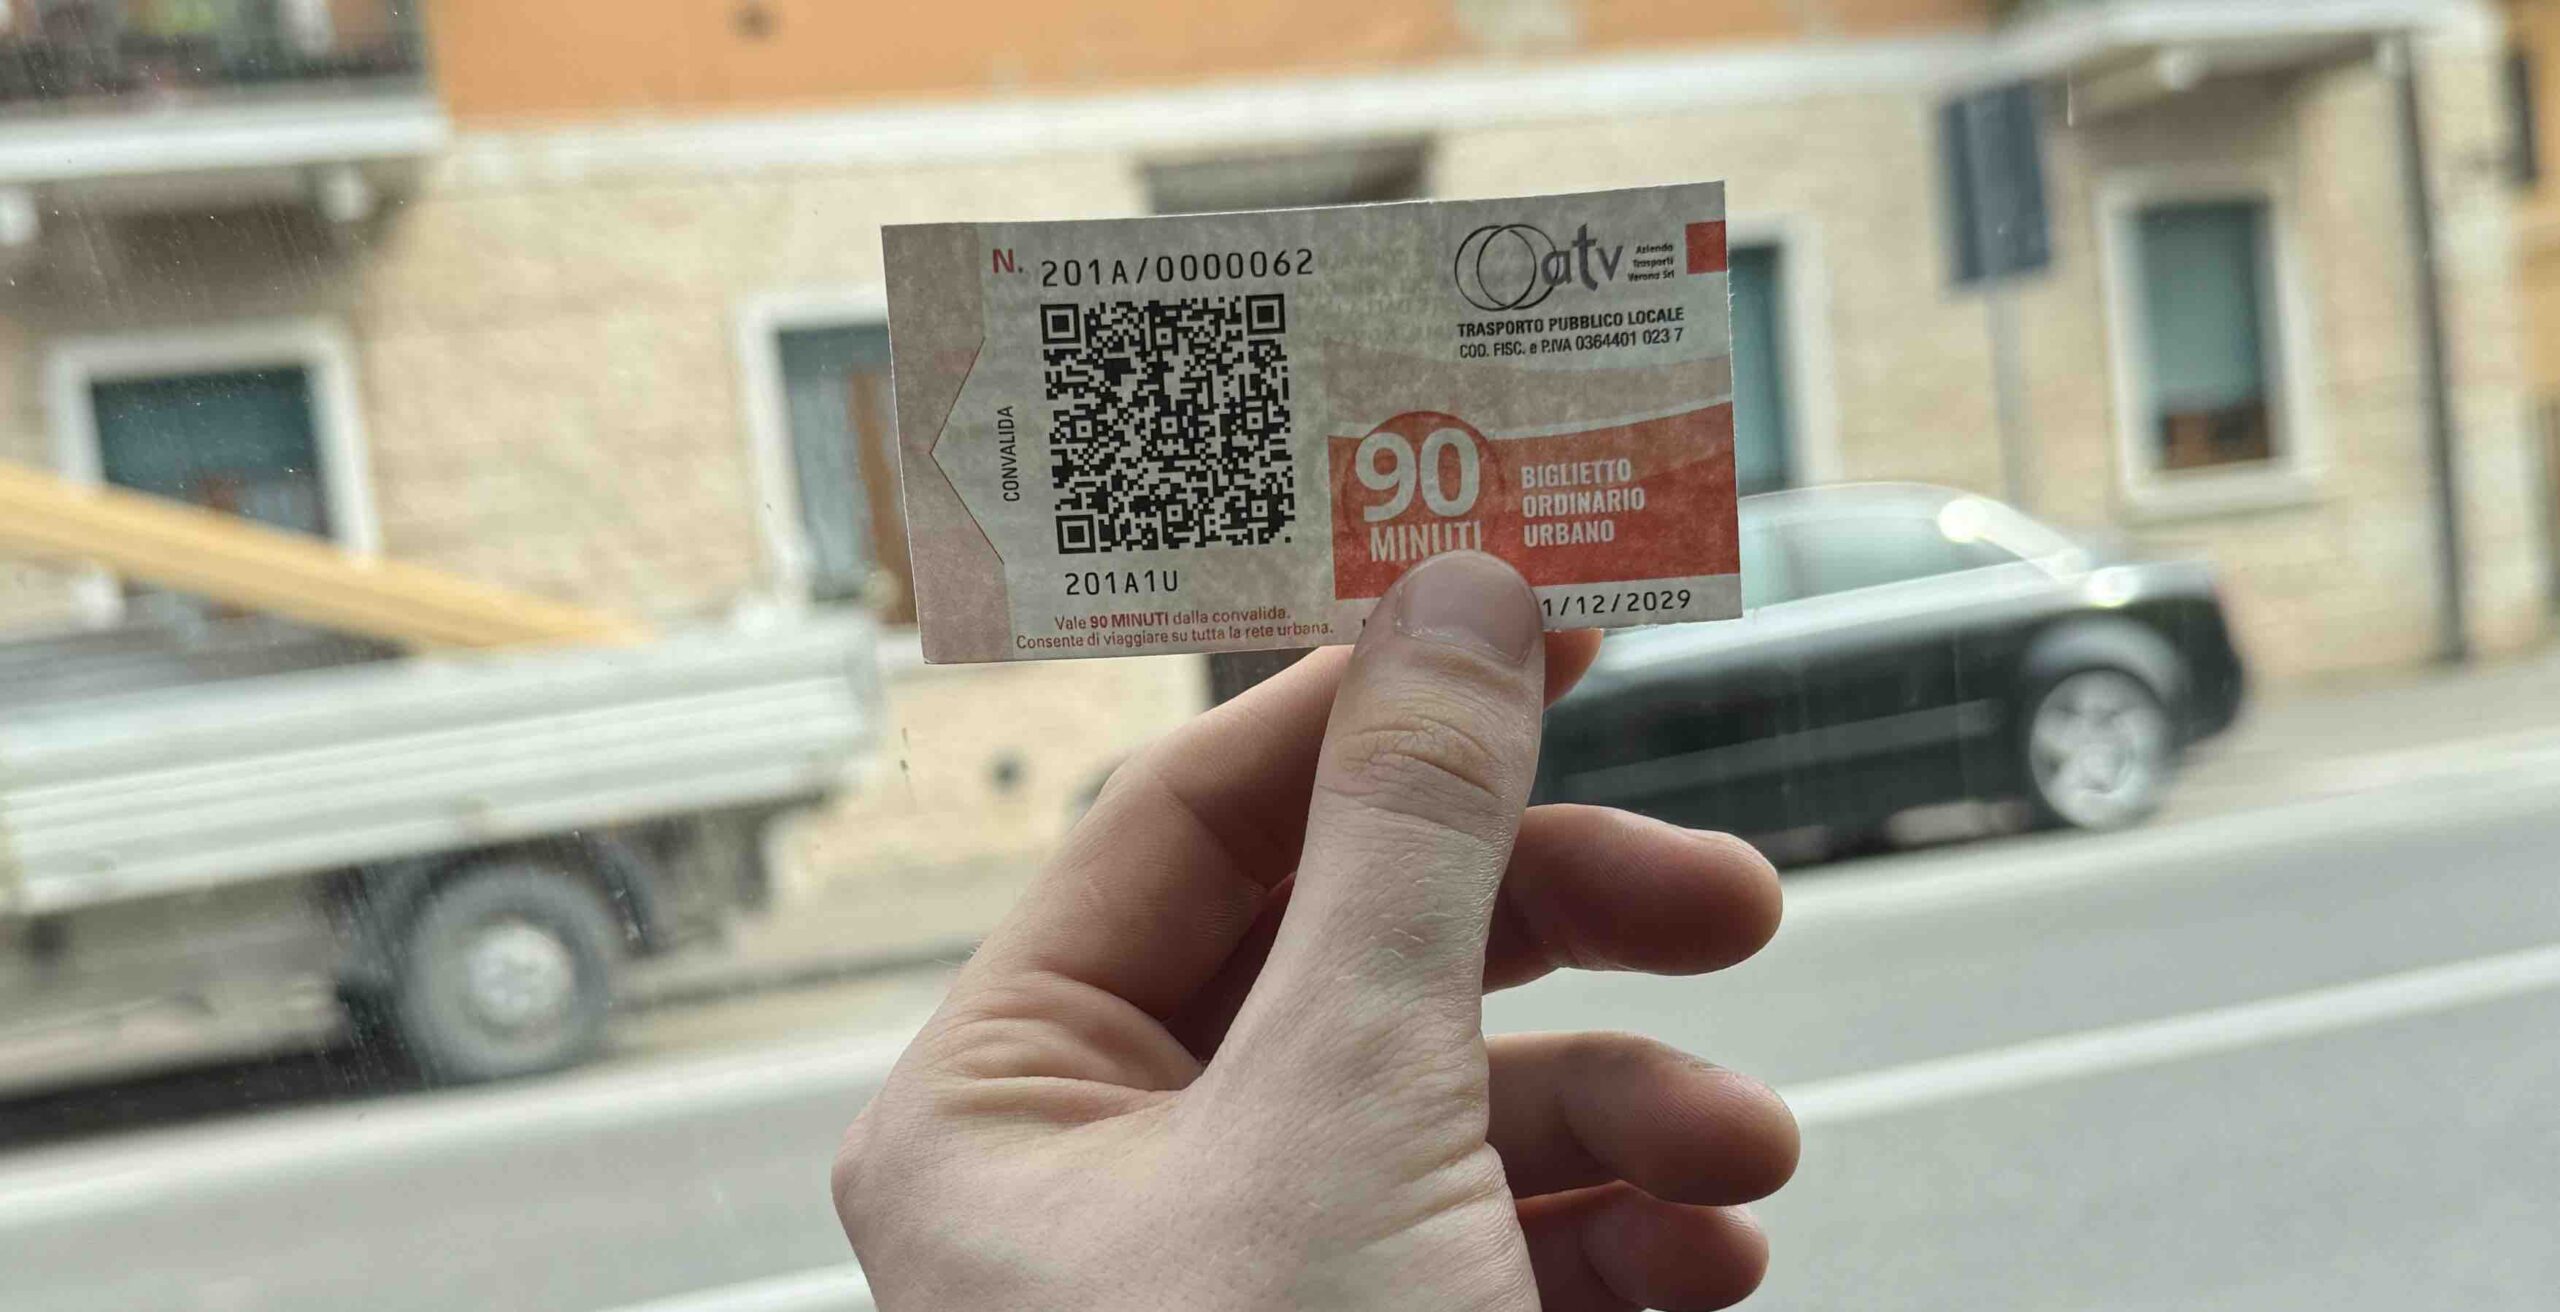 N. 201A/0000062
CONVALIDA
201A1U
Vale 90 MINUTI dalla convalida.
Consente di viaggiare su tutta la rete urbana.
atv
Azienda
Trasporti
Verona Srl
TRASPORTO PUBBLICO LOCALE
COD. FISC. e P.IVA 0364401 023 7
90
MINUTI
BIGLIETTO
ORDINARIO
URBANO
1/12/2029